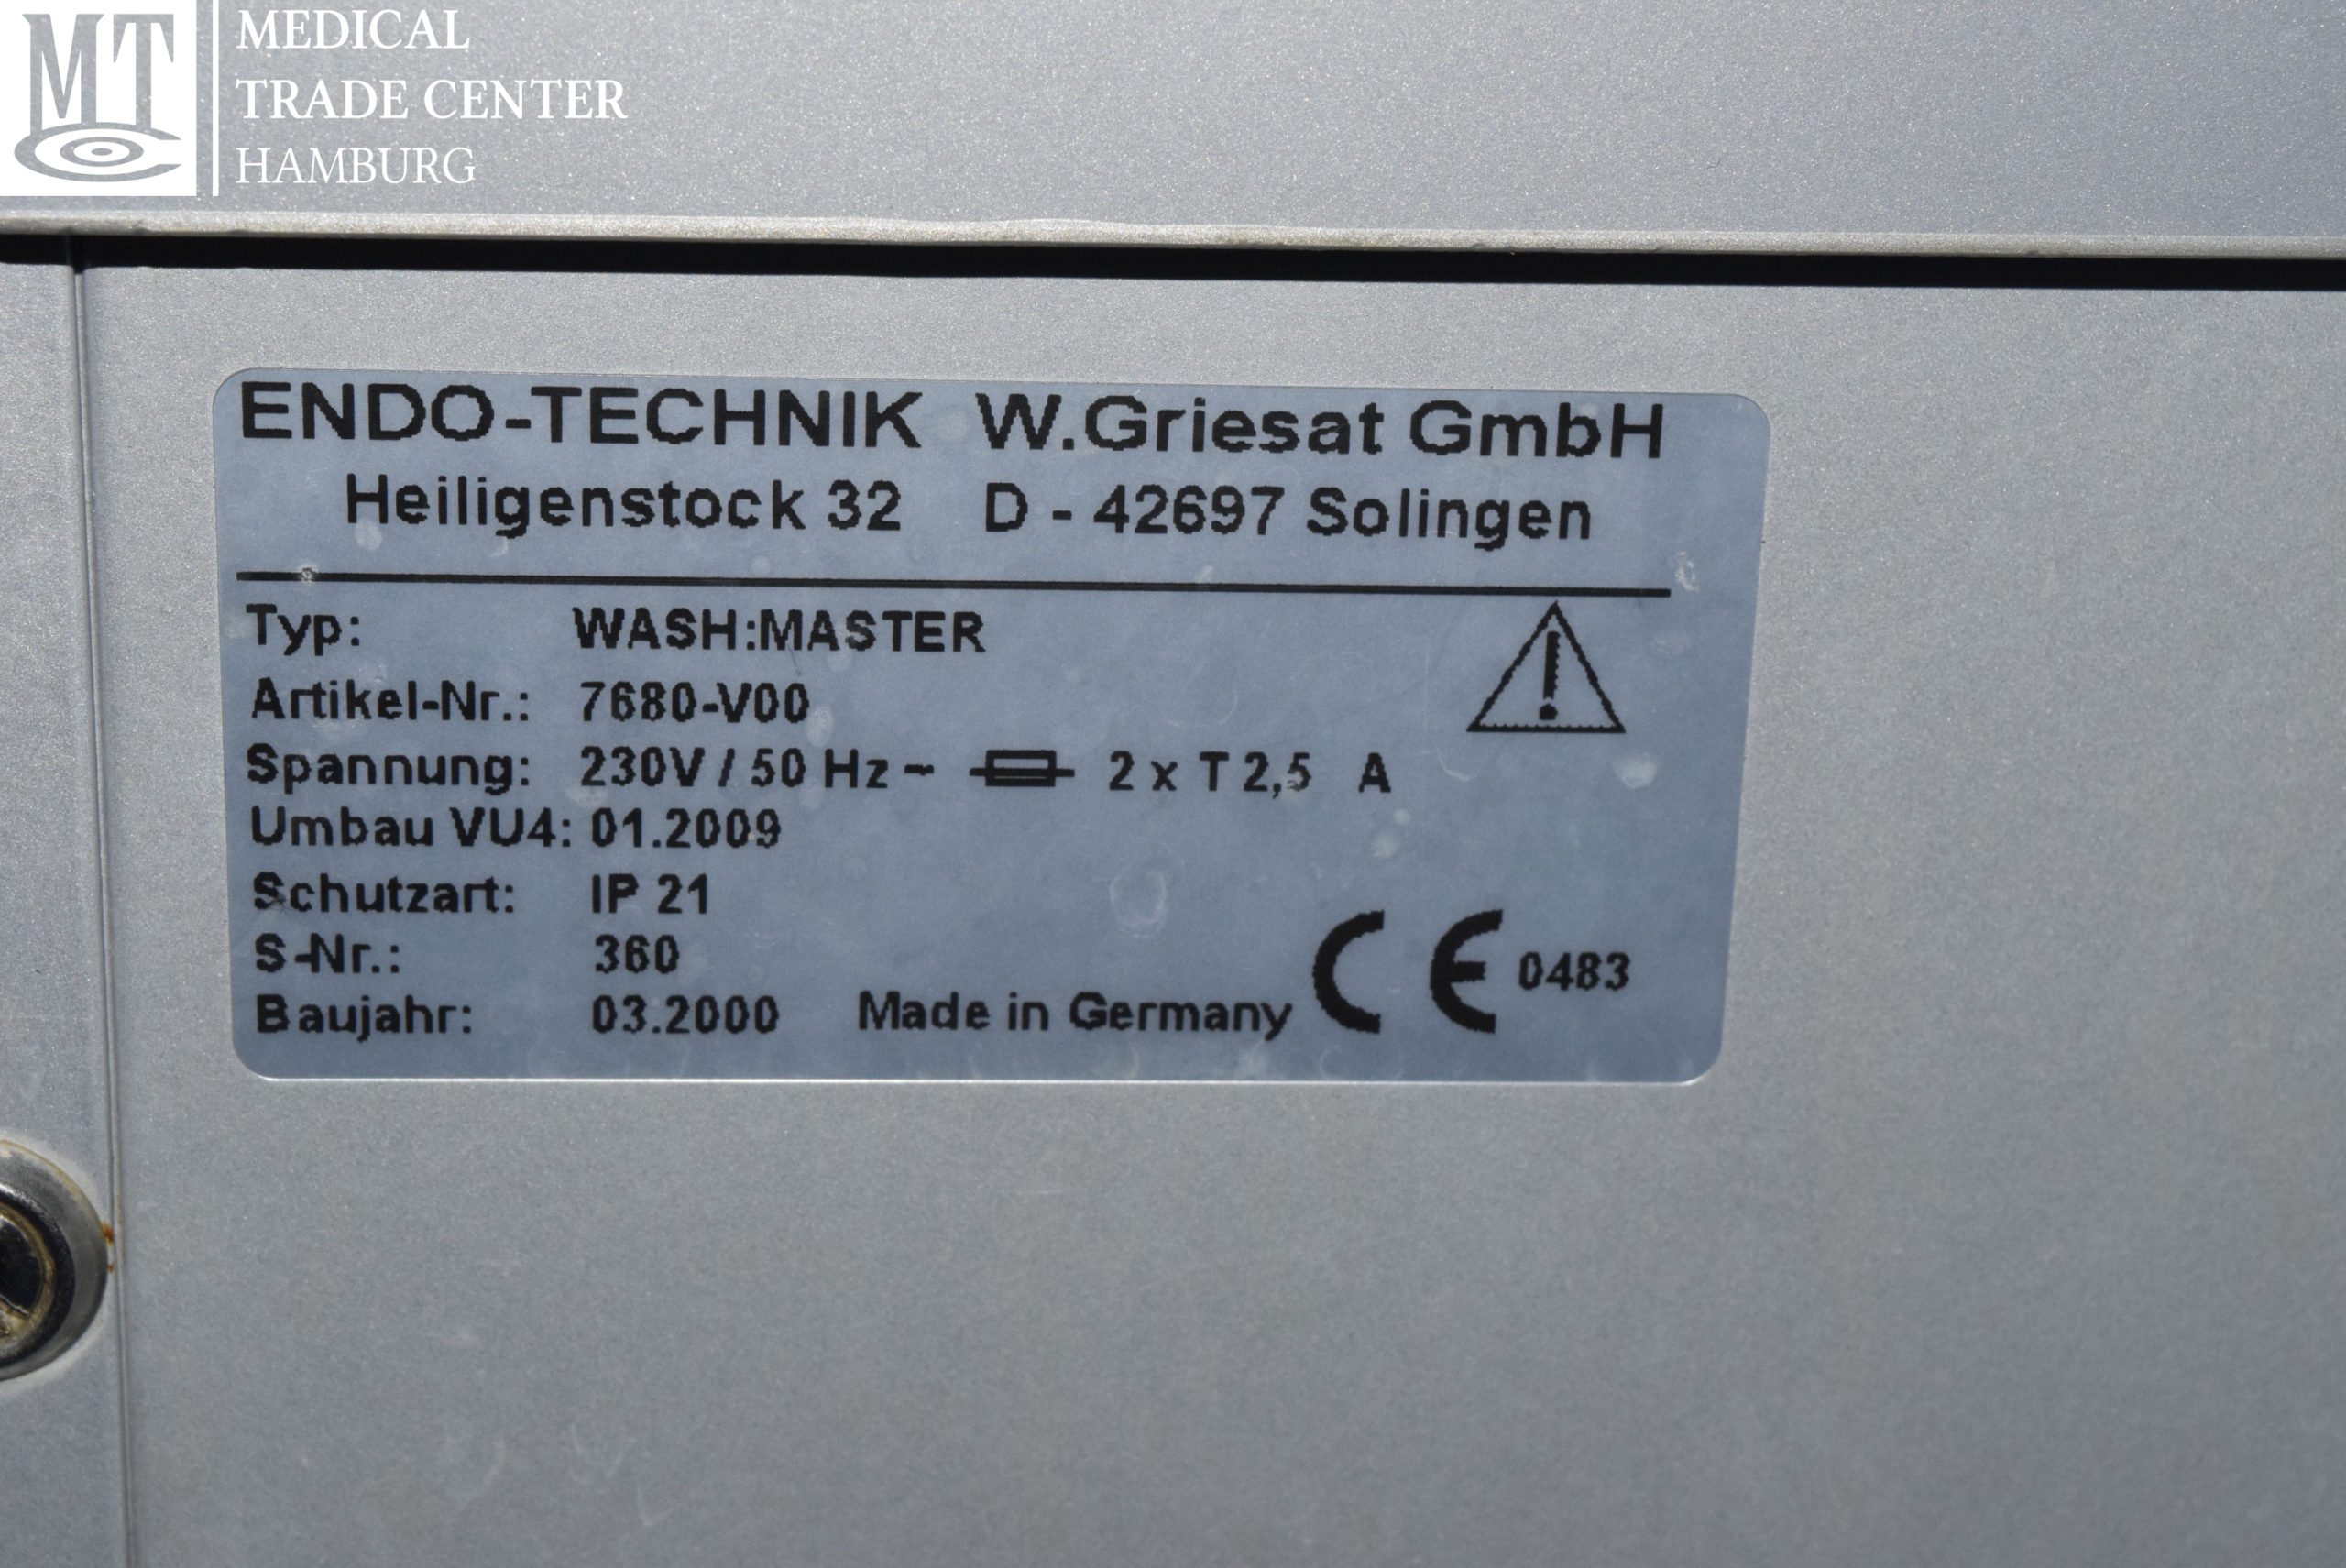 MTC
MEDICAL
TRADE CENTER
HAMBURG
ENDO-TECHNIK W.Griesat GmbH
Heiligenstock 32 D - 42697 Solingen
Typ: WASH:MASTER
Artikel-Nr.: 7680-V00
Spannung: 230V / 50 Hz ~ 2 x T 2,5 A
Umbau VU4: 01.2009
Schutzart: IP 21
S-Nr.: 360
Baujahr: 03.2000 Made in Germany CE 0483